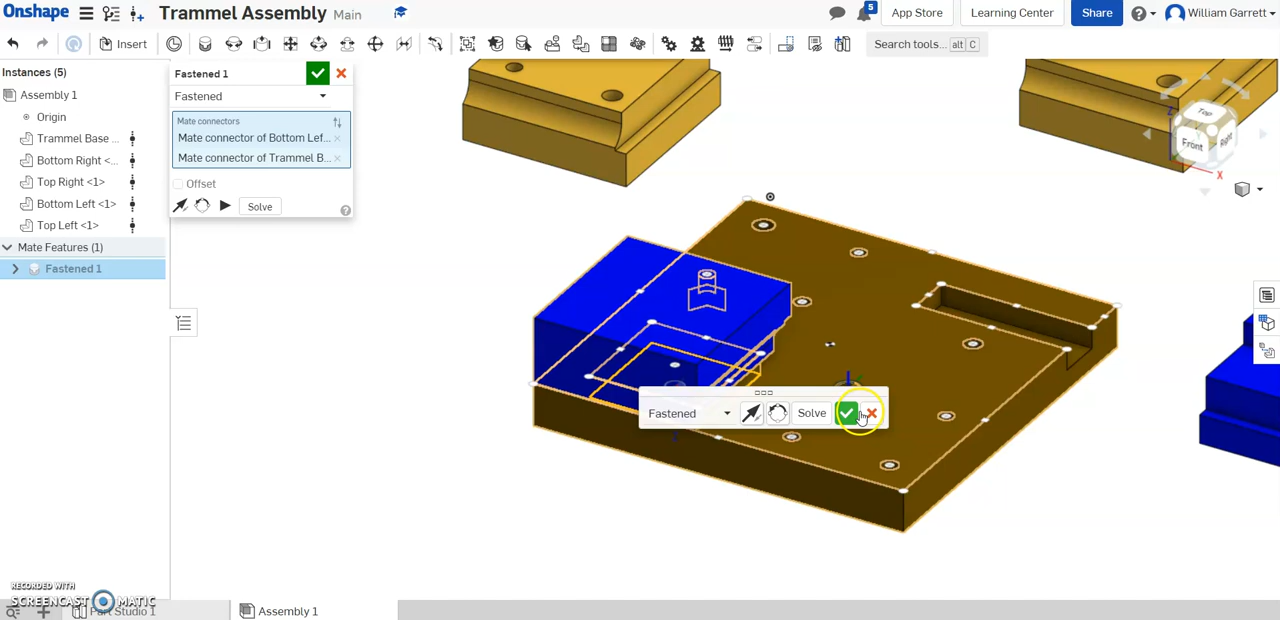 Onshape
Trammel Assembly Main
5
App Store
Learning Center
Share
William Garrett
Insert
Search tools... alt C
Instances (5)
Assembly 1
Origin
Trammel Base ...
Bottom Right <...
Top Right <1>
Bottom Left <1>
Top Left <1>
Mate Features (1)
Fastened 1
Fastened 1
Fastened
Mate connectors
Mate connector of Bottom Lef...
Mate connector of Trammel B...
Offset
Solve
Top
Front
Right
Z
X
Fastened
Solve
RECORDED WITH
SCREENCAST MATIC
Part Studio 1
Assembly 1